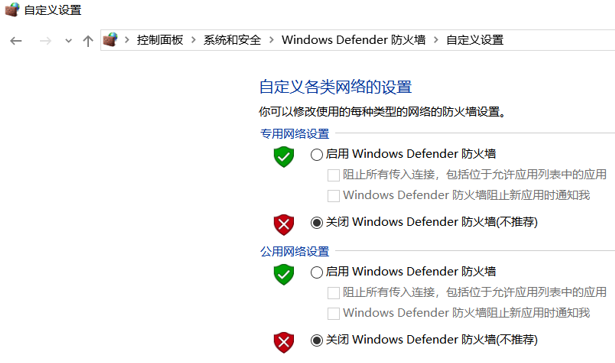 自定义设置
控制面板 系统和安全 Windows Defender 防火墙 自定义设置
自定义各类网络的设置
你可以修改使用的每种类型的网络的防火墙设置。
专用网络设置
启用 Windows Defender 防火墙
阻止所有传入连接，包括位于允许应用列表中的应用
Windows Defender 防火墙阻止新应用时通知我
关闭 Windows Defender 防火墙(不推荐)
公用网络设置
启用 Windows Defender 防火墙
阻止所有传入连接，包括位于允许应用列表中的应用
Windows Defender 防火墙阻止新应用时通知我
关闭 Windows Defender 防火墙(不推荐)